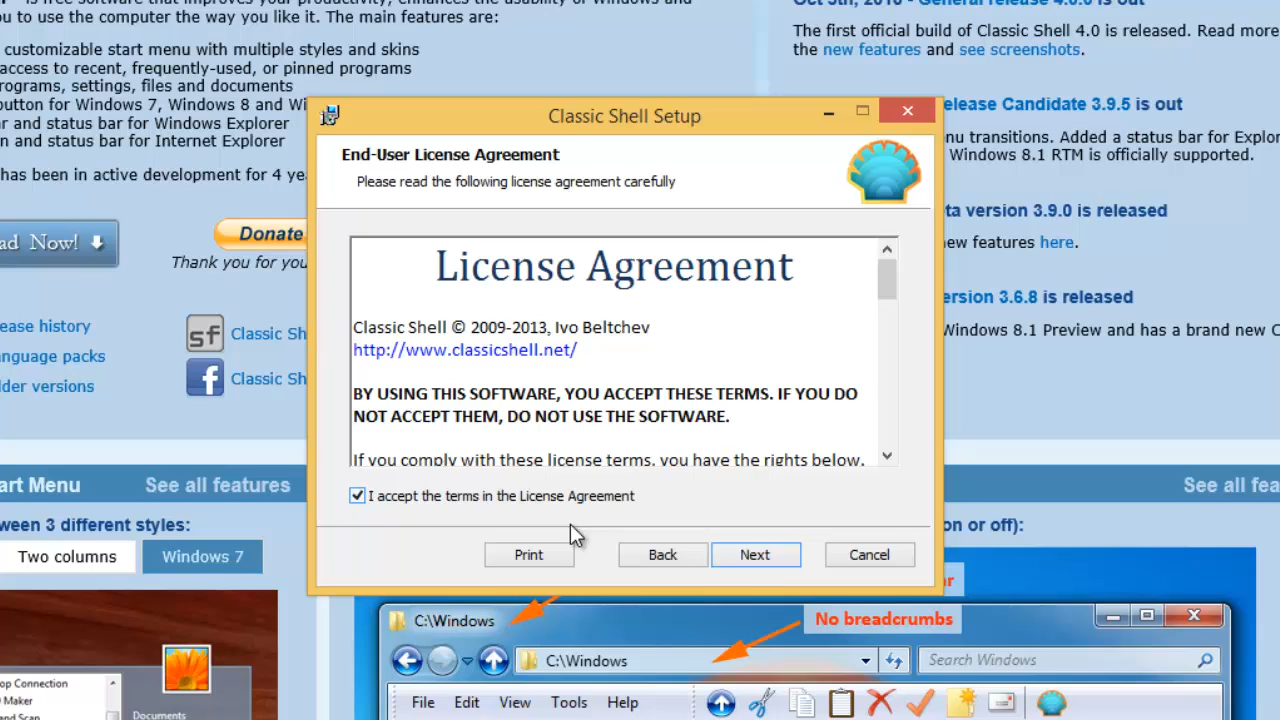 is free software that improves your productivity, enhances the usability of Windows and
ou to use the computer the way you like it. The main features are:
customizable start menu with multiple styles and skins
access to recent, frequently-used, or pinned programs
rograms, settings, files and documents
button for Windows 7, Windows 8 and Wi
ar and status bar for Windows Explorer
n and status bar for Internet Explorer
has been in active development for 4 ye
ad Now!
Donate
Thank you for you
ease history
anguage packs
lder versions
sf Classic Sh
f Classic Sh
Oct 5th, 2010 - General release 4.0.0 is out
The first official build of Classic Shell 4.0 is released. Read more
the new features and see screenshots.
elease Candidate 3.9.5 is out
nu transitions. Added a status bar for Explor
Windows 8.1 RTM is officially supported.
ta version 3.9.0 is released
ew features here.
ersion 3.6.8 is released
Windows 8.1 Preview and has a brand new C
Classic Shell Setup
End-User License Agreement
Please read the following license agreement carefully
License Agreement
Classic Shell © 2009-2013, Ivo Beltchev
http://www.classicshell.net/
BY USING THIS SOFTWARE, YOU ACCEPT THESE TERMS. IF YOU DO
NOT ACCEPT THEM, DO NOT USE THE SOFTWARE.
If you comply with these license terms, you have the rights below.
I accept the terms in the License Agreement
Print
Back
Next
Cancel
art Menu
See all features
See all fea
ween 3 different styles:
Two columns
Windows 7
on or off):
ar
No breadcrumbs
C:\Windows
C:\Windows
Search Windows
File Edit View Tools Help
op Connection
Maker
and Scan
Documents